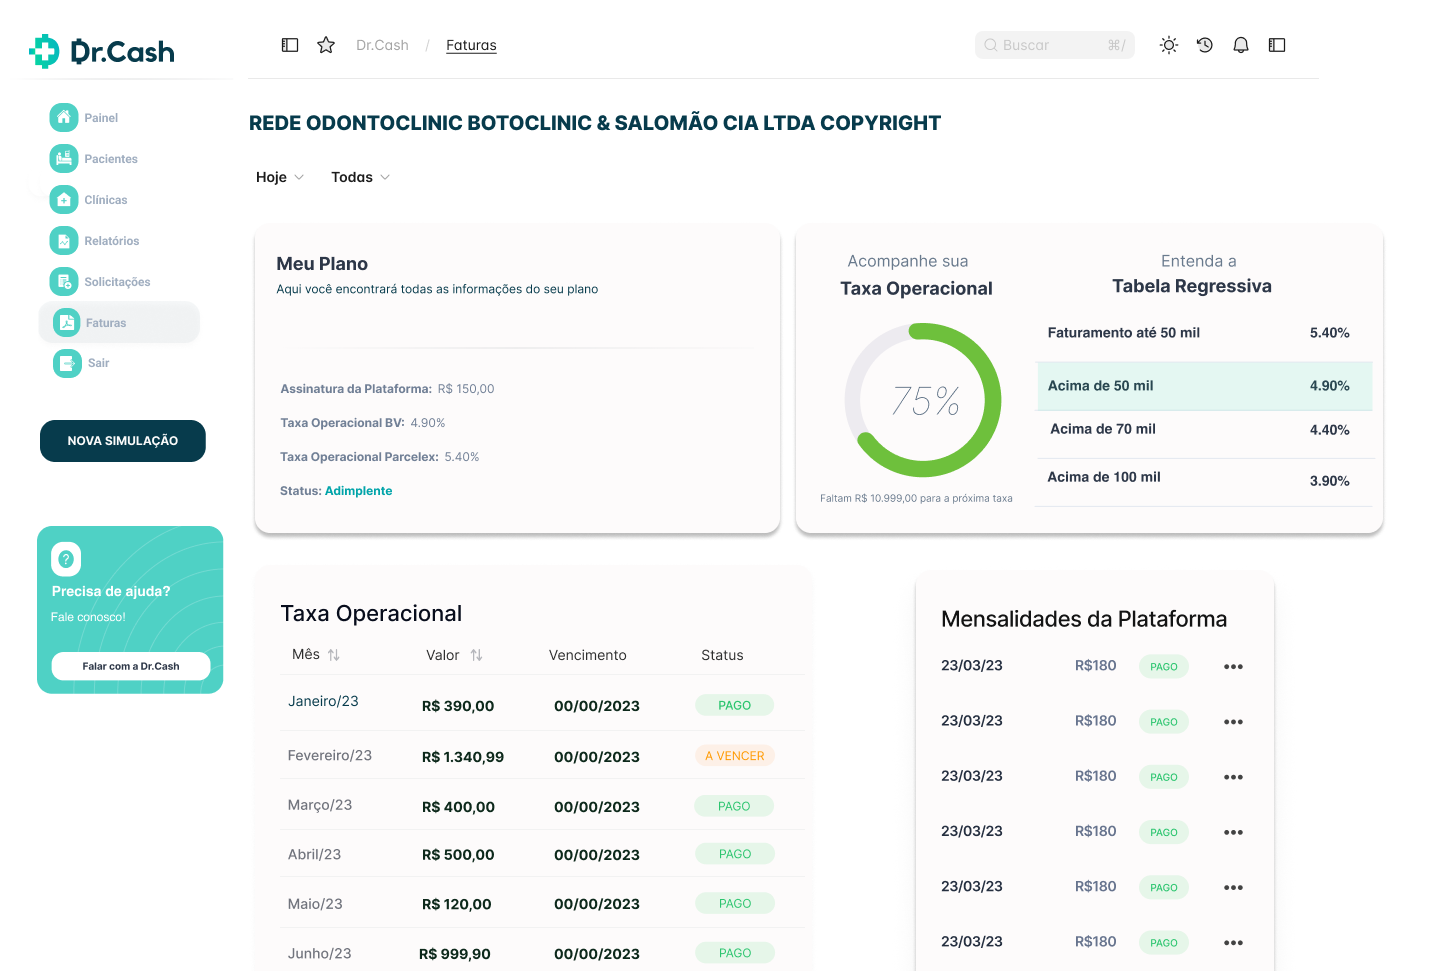 Dr.Cash
Dr.Cash / Faturas
Buscar ⌘/
Painel
Pacientes
Clínicas
Relatórios
Solicitações
Faturas
Sair
NOVA SIMULAÇÃO
?
Precisa de ajuda?
Fale conosco!
Falar com a Dr.Cash
REDE ODONTOCLINIC BOTOCLINIC & SALOMÃO CIA LTDA COPYRIGHT
Hoje Todas
Meu Plano
Aqui você encontrará todas as informações do seu plano
Assinatura da Plataforma: R$ 150,00
Taxa Operacional BV: 4.90%
Taxa Operacional Parcelex: 5.40%
Status: Adimplente
Acompanhe sua
Taxa Operacional
75%
Faltam R$ 10.999,00 para a próxima taxa
Entenda a
Tabela Regressiva
Faturamento até 50 mil 5.40%
Acima de 50 mil 4.90%
Acima de 70 mil 4.40%
Acima de 100 mil 3.90%
Taxa Operacional
Mês Valor Vencimento Status
Janeiro/23 R$ 390,00 00/00/2023 PAGO
Fevereiro/23 R$ 1.340,99 00/00/2023 A VENCER
Março/23 R$ 400,00 00/00/2023 PAGO
Abril/23 R$ 500,00 00/00/2023 PAGO
Maio/23 R$ 120,00 00/00/2023 PAGO
Junho/23 R$ 999,90 00/00/2023 PAGO
Mensalidades da Plataforma
23/03/23 R$180 PAGO
23/03/23 R$180 PAGO
23/03/23 R$180 PAGO
23/03/23 R$180 PAGO
23/03/23 R$180 PAGO
23/03/23 R$180 PAGO